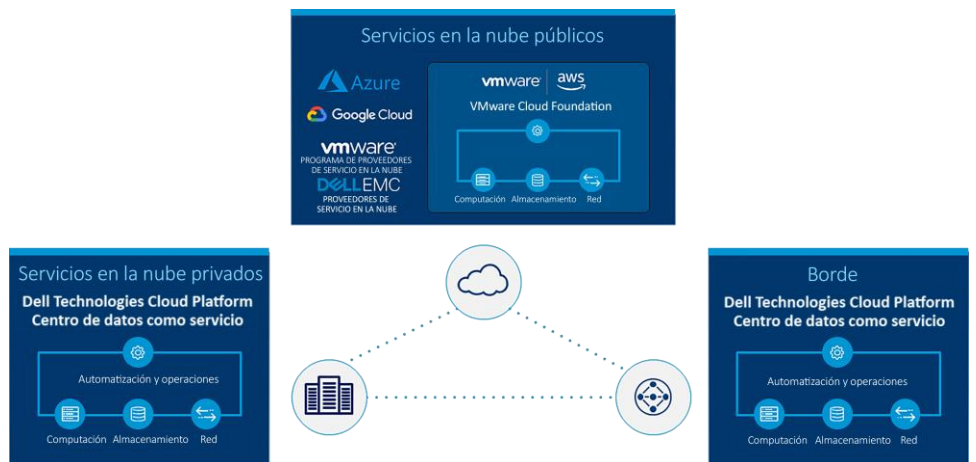 Servicios en la nube públicos
Azure
Google Cloud
vmware
PROGRAMA DE PROVEEDORES
DE SERVICIO EN LA NUBE
DELLEMC
PROVEEDORES DE
SERVICIO EN LA NUBE
vmware | aws
VMware Cloud Foundation
Computación Almacenamiento Red
Servicios en la nube privados
Dell Technologies Cloud Platform
Centro de datos como servicio
Automatización y operaciones
Computación Almacenamiento Red
Borde
Dell Technologies Cloud Platform
Centro de datos como servicio
Automatización y operaciones
Computación Almacenamiento Red